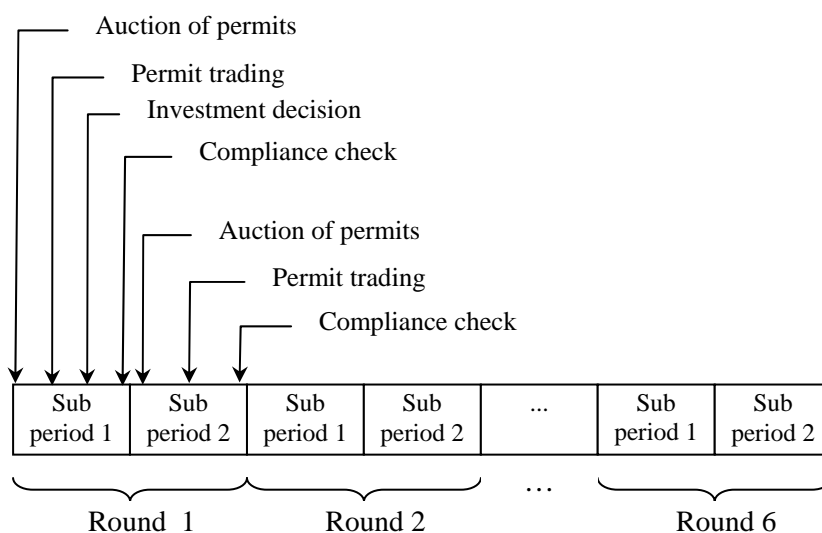 Auction of permits
Permit trading
Investment decision
Compliance check
Auction of permits
Permit trading
Compliance check
Sub Sub Sub Sub ... Sub Sub
period 1 period 2 period 1 period 2 period 1 period 2
...
Round 1 Round 2 Round 6